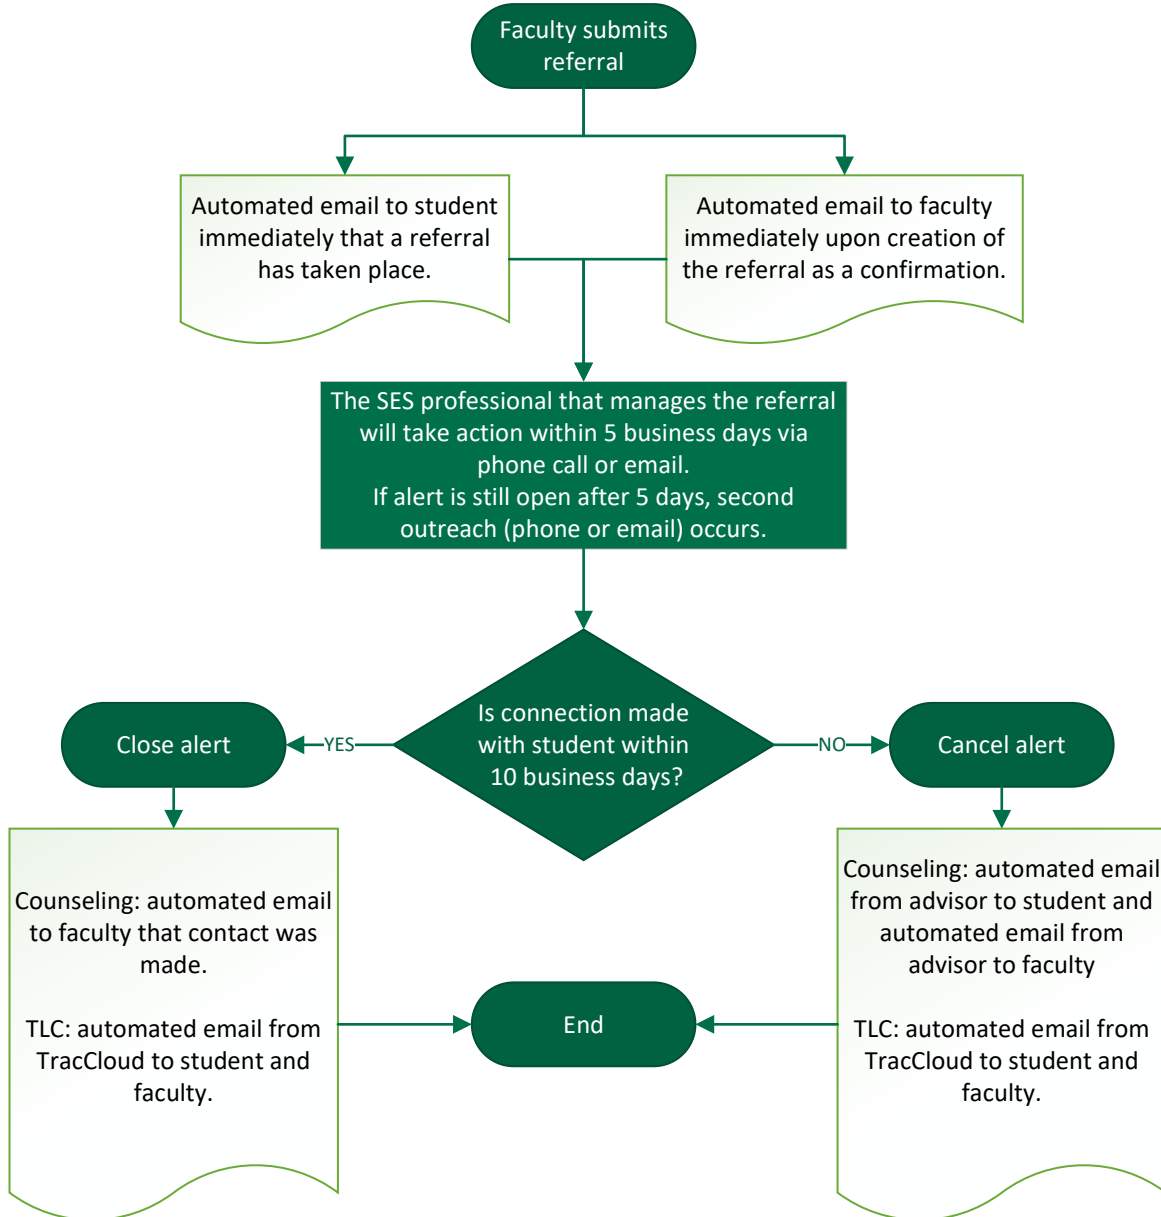 Faculty submits
referral
Automated email to student
immediately that a referral
has taken place.
Automated email to faculty
immediately upon creation of
the referral as a confirmation.
The SES professional that manages the referral
will take action within 5 business days via
phone call or email.
If alert is still open after 5 days, second
outreach (phone or email) occurs.
Is connection made
with student within
10 business days?
YES
NO
Close alert
Cancel alert
Counseling: automated email
to faculty that contact was
made.
TLC: automated email from
TracCloud to student and
faculty.
Counseling: automated email
from advisor to student and
automated email from
advisor to faculty
TLC: automated email from
TracCloud to student and
faculty.
End